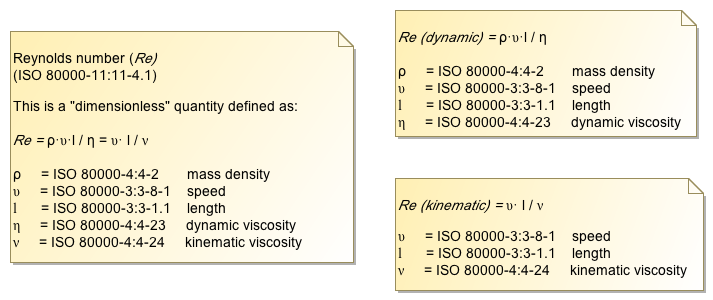 Reynolds number (Re)
(ISO 80000-11:11-4.1)
This is a "dimensionless" quantity defined as:
Re = ρ·υ·l / η = υ· l / ν
ρ = ISO 80000-4:4-2 mass density
υ = ISO 80000-3:3-8-1 speed
l = ISO 80000-3:3-1.1 length
η = ISO 80000-4:4-23 dynamic viscosity
ν = ISO 80000-4:4-24 kinematic viscosity
Re (dynamic) = ρ·υ·l / η
ρ = ISO 80000-4:4-2 mass density
υ = ISO 80000-3:3-8-1 speed
l = ISO 80000-3:3-1.1 length
η = ISO 80000-4:4-23 dynamic viscosity
Re (kinematic) = υ· l / ν
υ = ISO 80000-3:3-8-1 speed
l = ISO 80000-3:3-1.1 length
ν = ISO 80000-4:4-24 kinematic viscosity